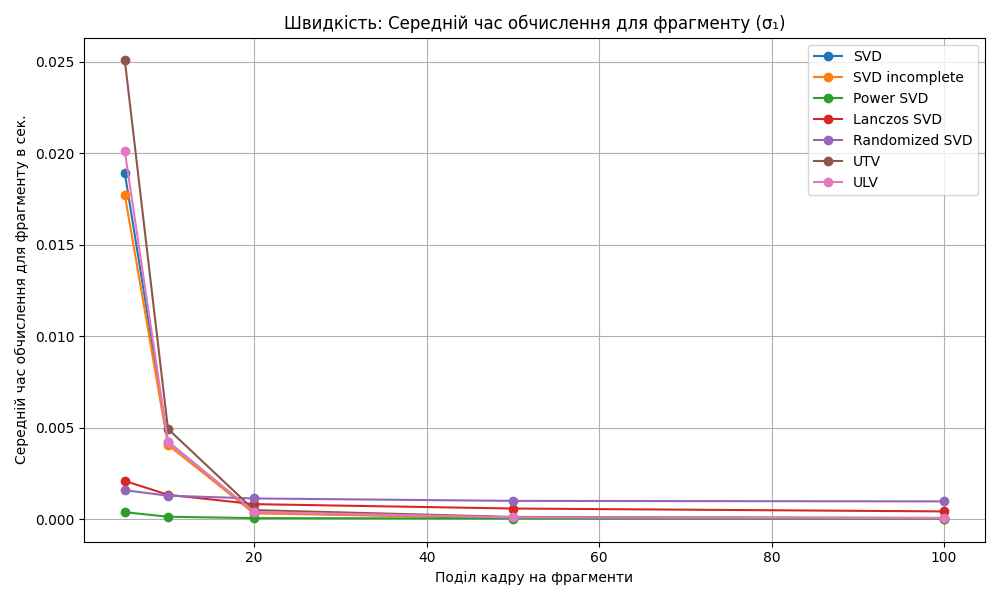 Швидкість: Середній час обчислення для фрагменту (σ₁)
Середній час обчислення для фрагменту в сек.
0.025
0.020
0.015
0.010
0.005
0.000
SVD
SVD incomplete
Power SVD
Lanczos SVD
Randomized SVD
UTV
ULV
20
40
60
80
100
Поділ кадру на фрагменти